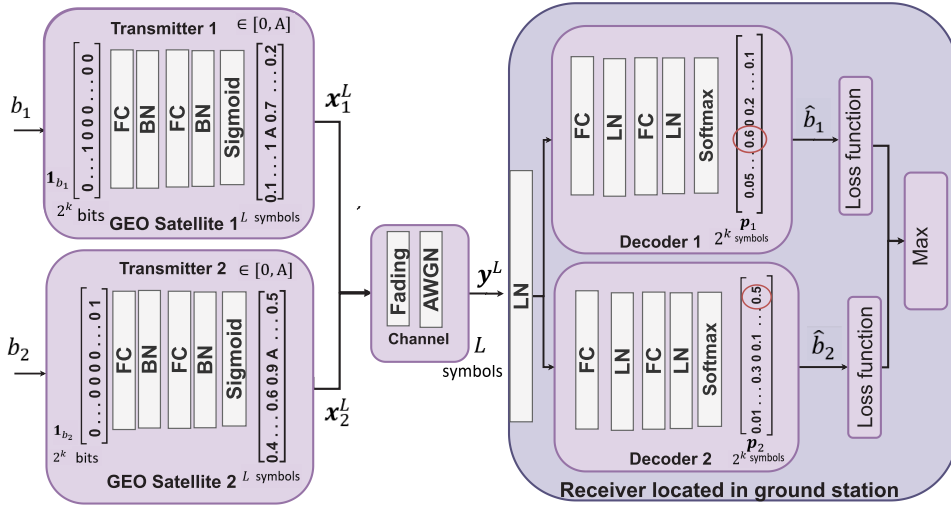 Transmitter 1
∈ [0, A]
b₁
0 . . . 1 0 0 0 . . . 0 0
𝟏_b₁
2^k bits
FC
BN
FC
BN
Sigmoid
0.1 . . . 1 A 0.7 . . . 0.2
L symbols
GEO Satellite 1
x₁^L
Transmitter 2
∈ [0, A]
b₂
0 . . . 0 0 0 0 . . . 0 1
𝟏_b₂
2^k bits
FC
BN
FC
BN
Sigmoid
0.4 . . . 0.6 0.9 A . . . 0.5
L symbols
GEO Satellite 2
x₂^L
Fading
AWGN
Channel
y^L
L
symbols
LN
FC
LN
FC
LN
Softmax
0.05 . . . 0.6 0 0.2 . . . 0.1
p₁
2^k symbols
Decoder 1
b̂₁
Loss function
FC
LN
FC
LN
Softmax
0.01 . . . 0.3 0 0.1 . . . 0.5
p₂
2^k symbols
Decoder 2
b̂₂
Loss function
Max
Receiver located in ground station